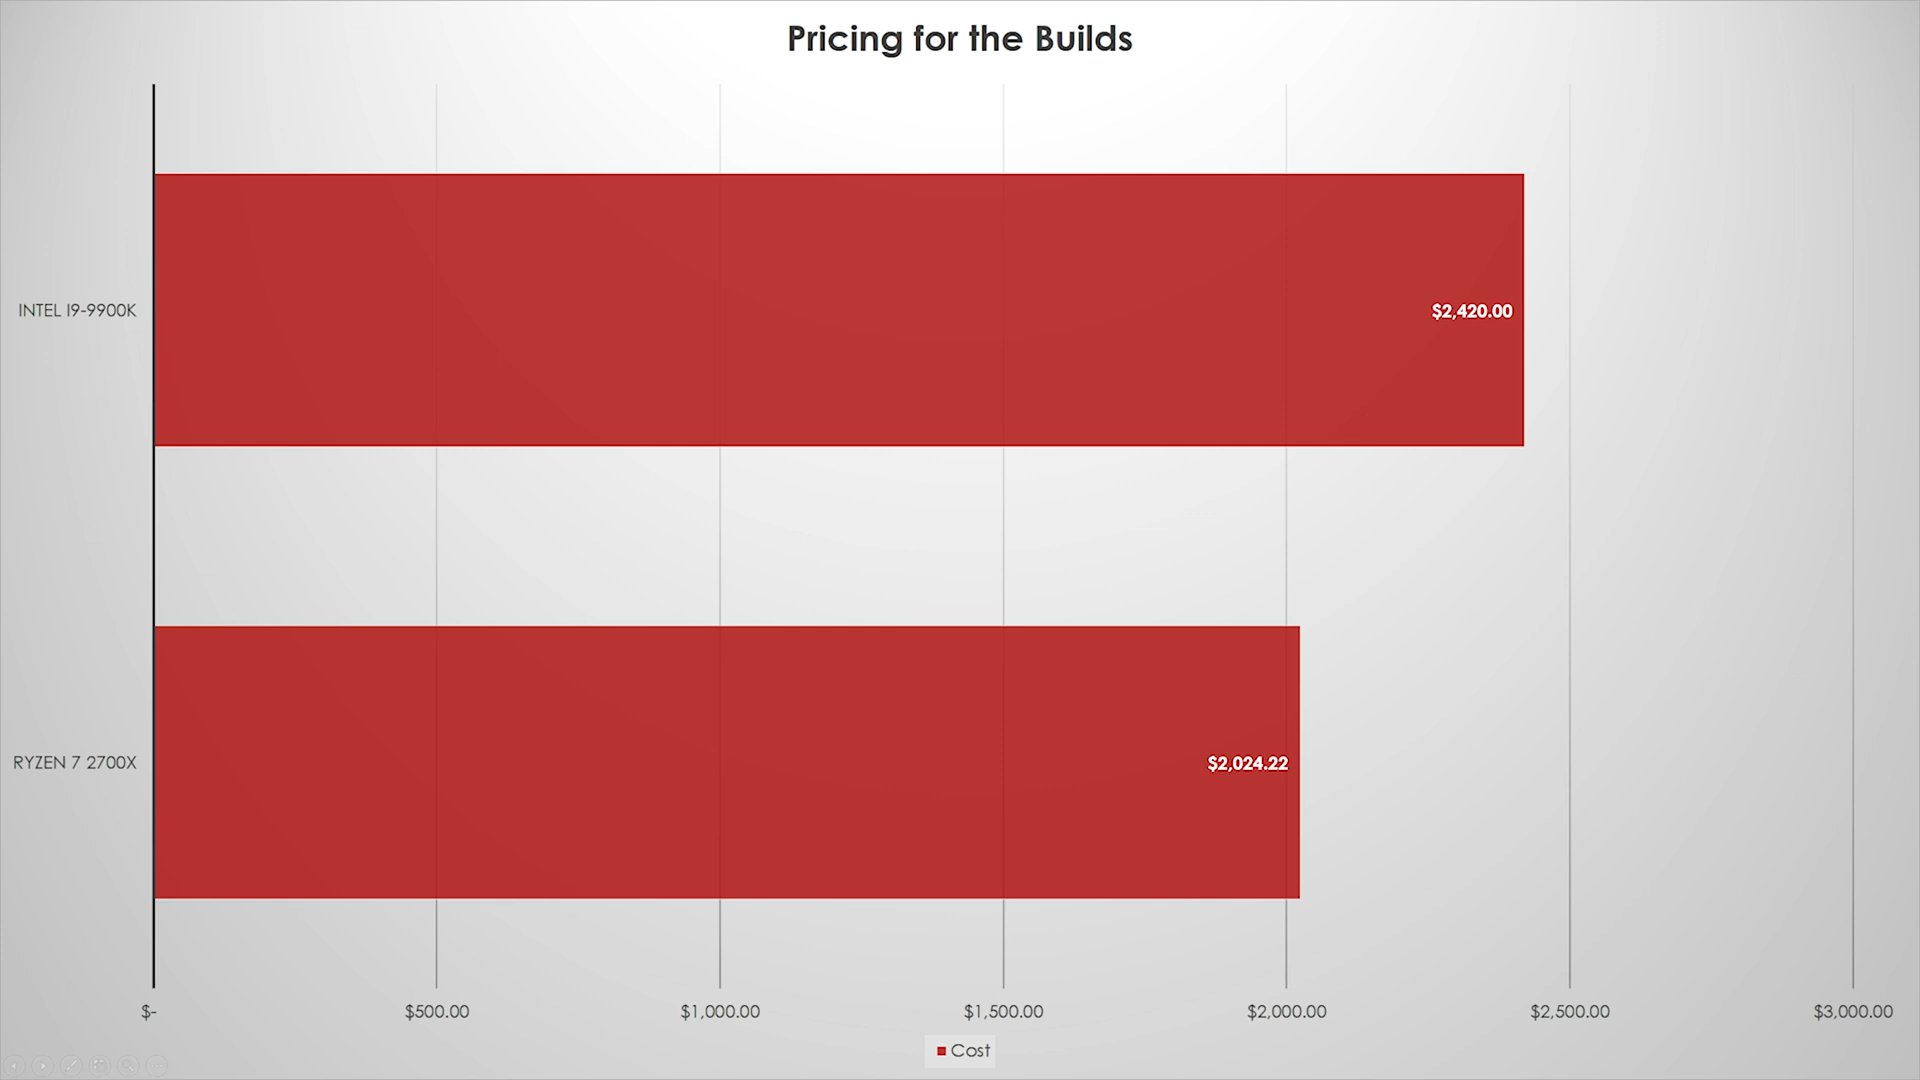 Pricing for the Builds
INTEL I9-9900K
$2,420.00
RYZEN 7 2700X
$2,024.22
$-
$500.00
$1,000.00
$1,500.00
$2,000.00
$2,500.00
$3,000.00
Cost